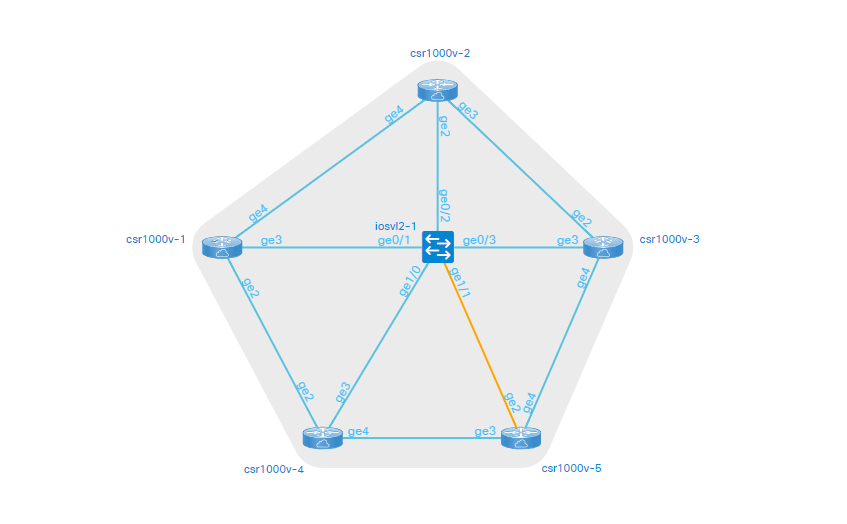 csr1000v-2
ge4
ge3
ge2
ge4
ge0/2
ge2
iosvl2-1
csr1000v-1
ge3
ge0/1
ge0/3
ge3
csr1000v-3
ge2
ge1/0
ge1/1
ge4
ge2
ge3
ge2
ge4
ge4
ge3
csr1000v-4
csr1000v-5